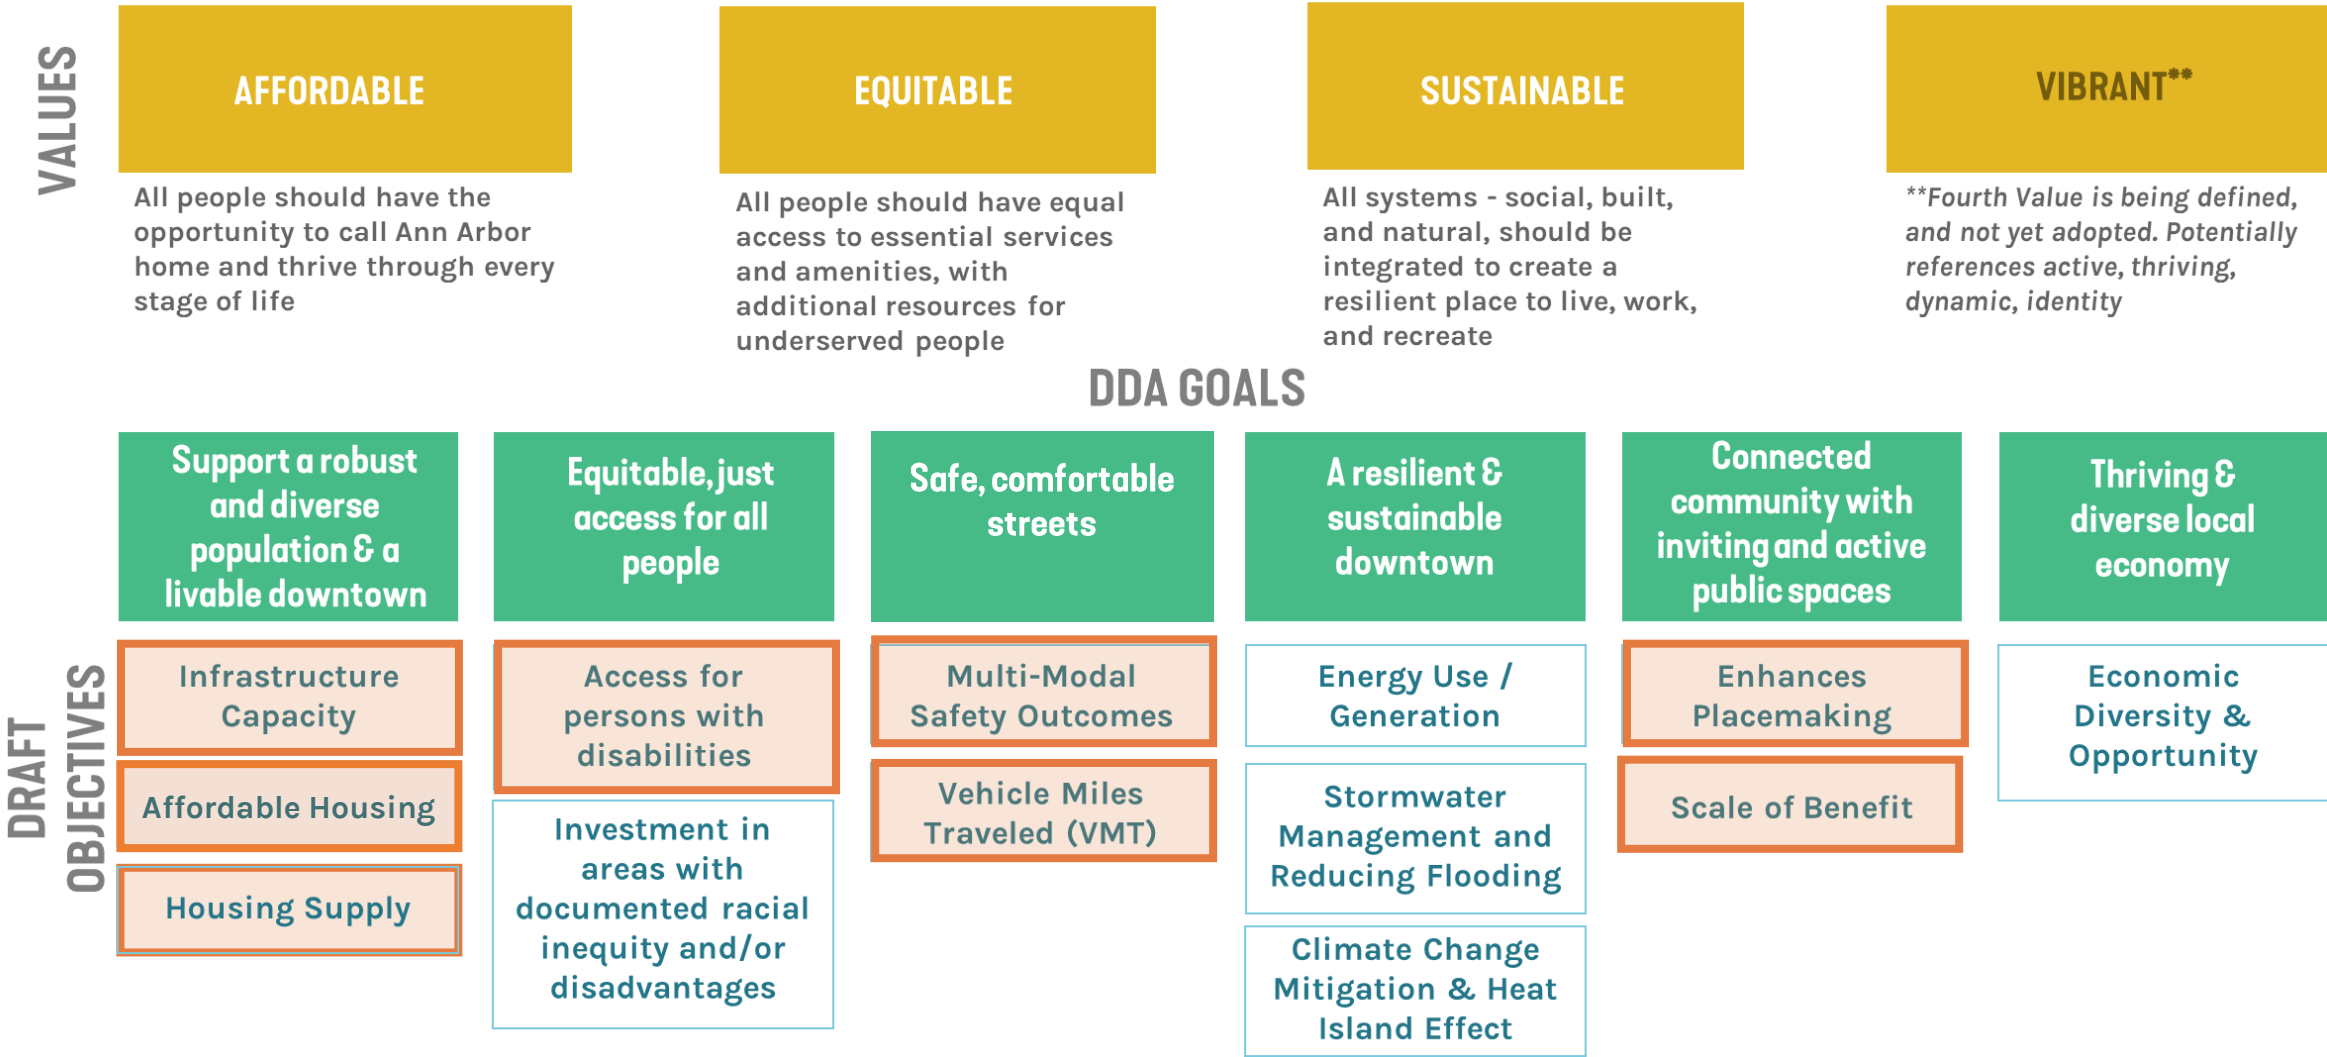 VALUES
AFFORDABLE
All people should have the
opportunity to call Ann Arbor
home and thrive through every
stage of life
EQUITABLE
All people should have equal
access to essential services
and amenities, with
additional resources for
underserved people
SUSTAINABLE
All systems - social, built,
and natural, should be
integrated to create a
resilient place to live, work,
and recreate
VIBRANT**
**Fourth Value is being defined,
and not yet adopted. Potentially
references active, thriving,
dynamic, identity
DDA GOALS
Support a robust
and diverse
population & a
livable downtown
Equitable, just
access for all
people
Safe, comfortable
streets
A resilient &
sustainable
downtown
Connected
community with
inviting and active
public spaces
Thriving &
diverse local
economy
DRAFT
OBJECTIVES
Infrastructure
Capacity
Affordable Housing
Housing Supply
Access for
persons with
disabilities
Investment in
areas with
documented racial
inequity and/or
disadvantages
Multi-Modal
Safety Outcomes
Vehicle Miles
Traveled (VMT)
Energy Use /
Generation
Stormwater
Management and
Reducing Flooding
Climate Change
Mitigation & Heat
Island Effect
Enhances
Placemaking
Scale of Benefit
Economic
Diversity &
Opportunity